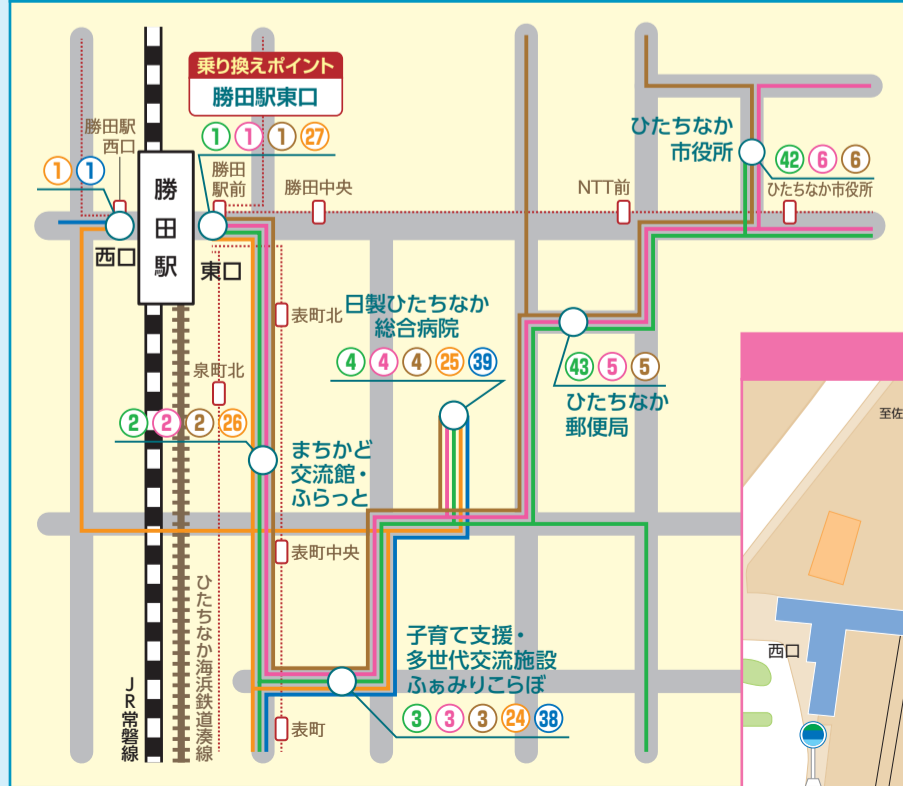 乗り換えポイント
勝田駅東口
1 1 1 27
勝田駅
西口
1 1
勝田
駅前
勝田中央
NTT前
ひたちなか
市役所
42 6 6
ひたちなか市役所
勝田駅
西口
東口
表町北
日製ひたちなか
総合病院
4 4 4 25 39
43 5 5
ひたちなか
郵便局
泉町北
2 2 2 26
まちかど
交流館・
ふらっと
表町中央
子育て支援・
多世代交流施設
ふぁみりこらぼ
3 3 3 24 38
表町
JR常磐線
ひたちなか海浜鉄道湊線
至佐
西口